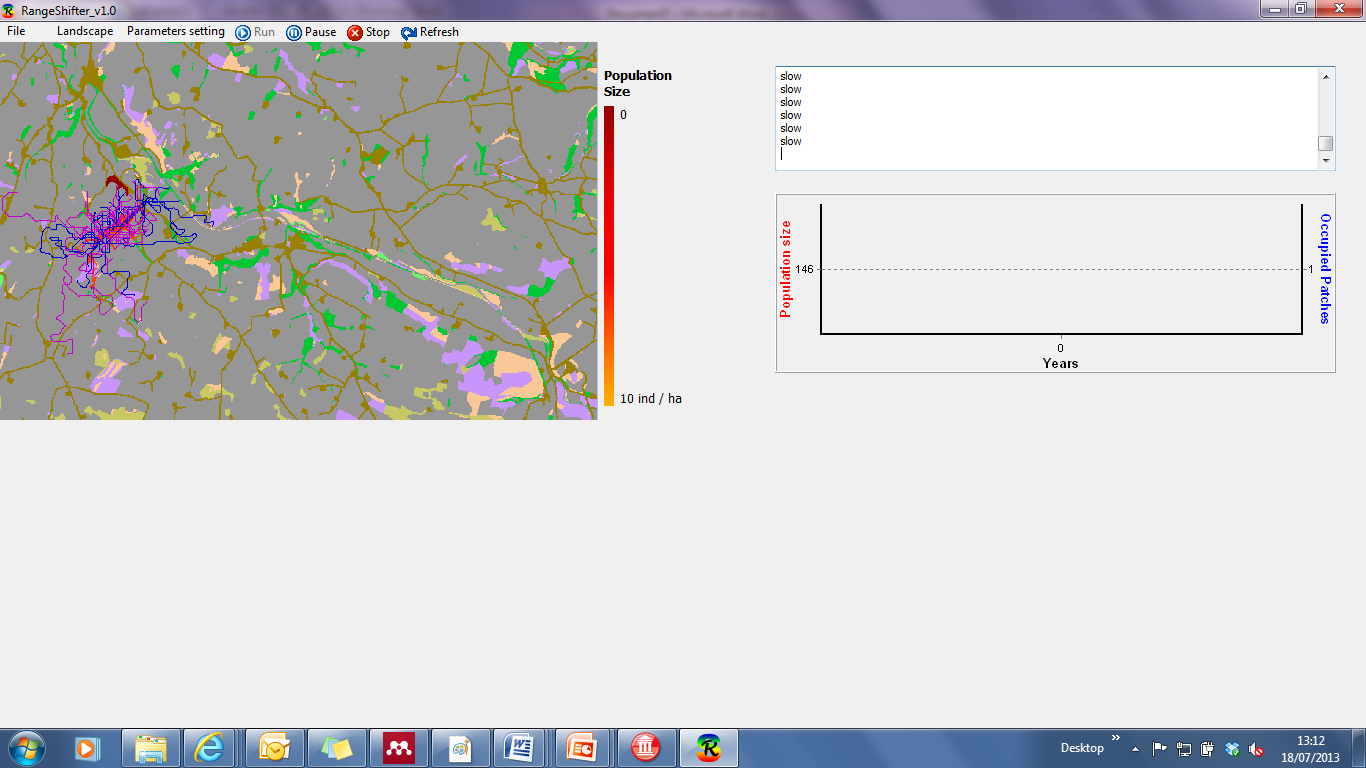 RangeShifter_v1.0
File Landscape Parameters setting Run Pause Stop Refresh
Population
Size
0
10 ind / ha
slow
slow
slow
slow
slow
slow
Population size
146
1
Occupied Patches
0
Years
Desktop
13:12
18/07/2013